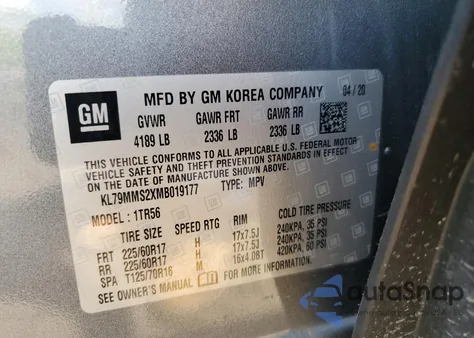 GM
MFD BY GM KOREA COMPANY 04/20
GVWR GAWR FRT GAWR RR
4189 LB 2336 LB 2336 LB
THIS VEHICLE CONFORMS TO ALL APPLICABLE U.S. FEDERAL MOTOR
VEHICLE SAFETY AND THEFT PREVENTION STANDARDS IN EFFECT
ON THE DATE OF MANUFACTURE SHOWN ABOVE.
KL79MMS2XMB019177 TYPE: MPV
MODEL: 1TR56
TIRE SIZE SPEED RTG RIM COLD TIRE PRESSURE
FRT 225/60R17 H 17x7.5J 240KPA, 35 PSI
RR 225/60R17 H 17x7.5J 240KPA, 35 PSI
SPA T125/70R16 M 16x4.0BT 420KPA, 60 PSI
SEE OWNER'S MANUAL FOR MORE INFORMATION.
autoSnap